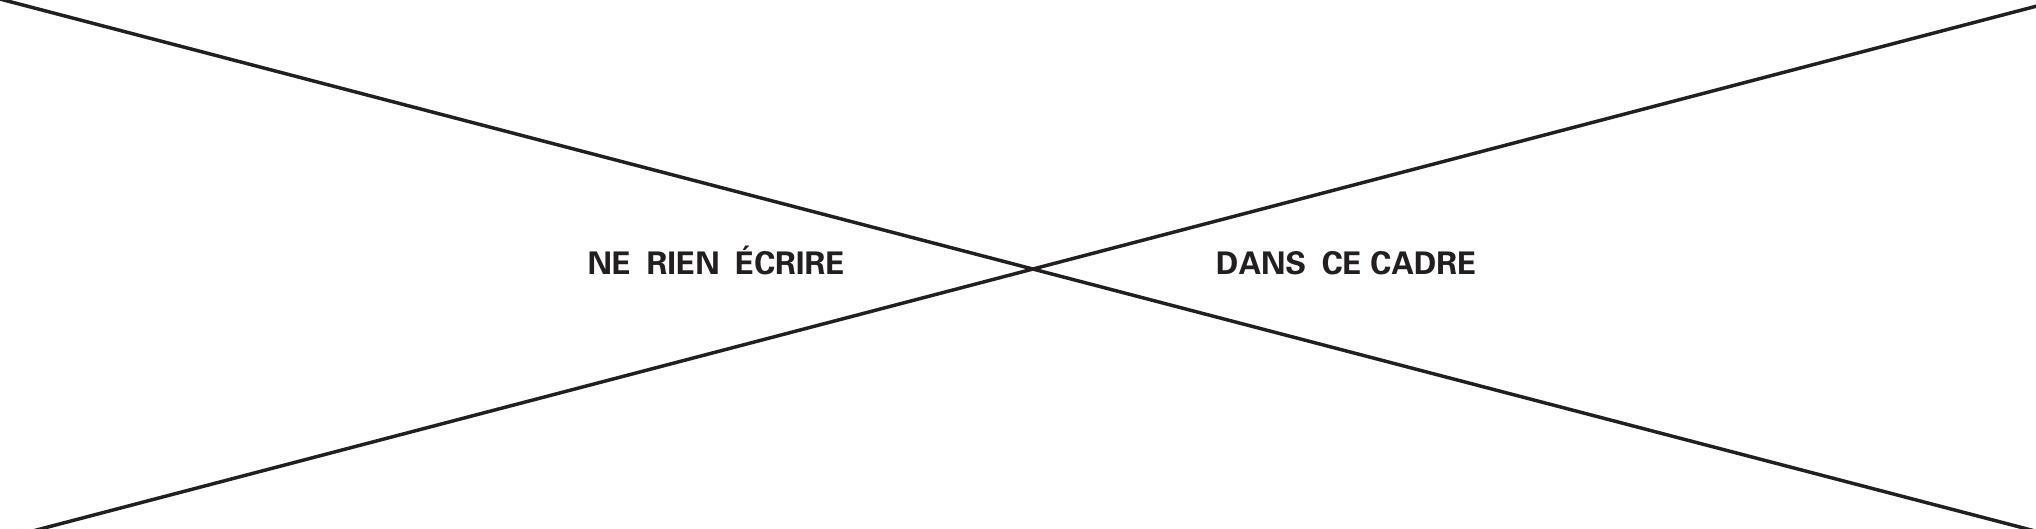 NE RIEN ÉCRIRE DANS CE CADRE